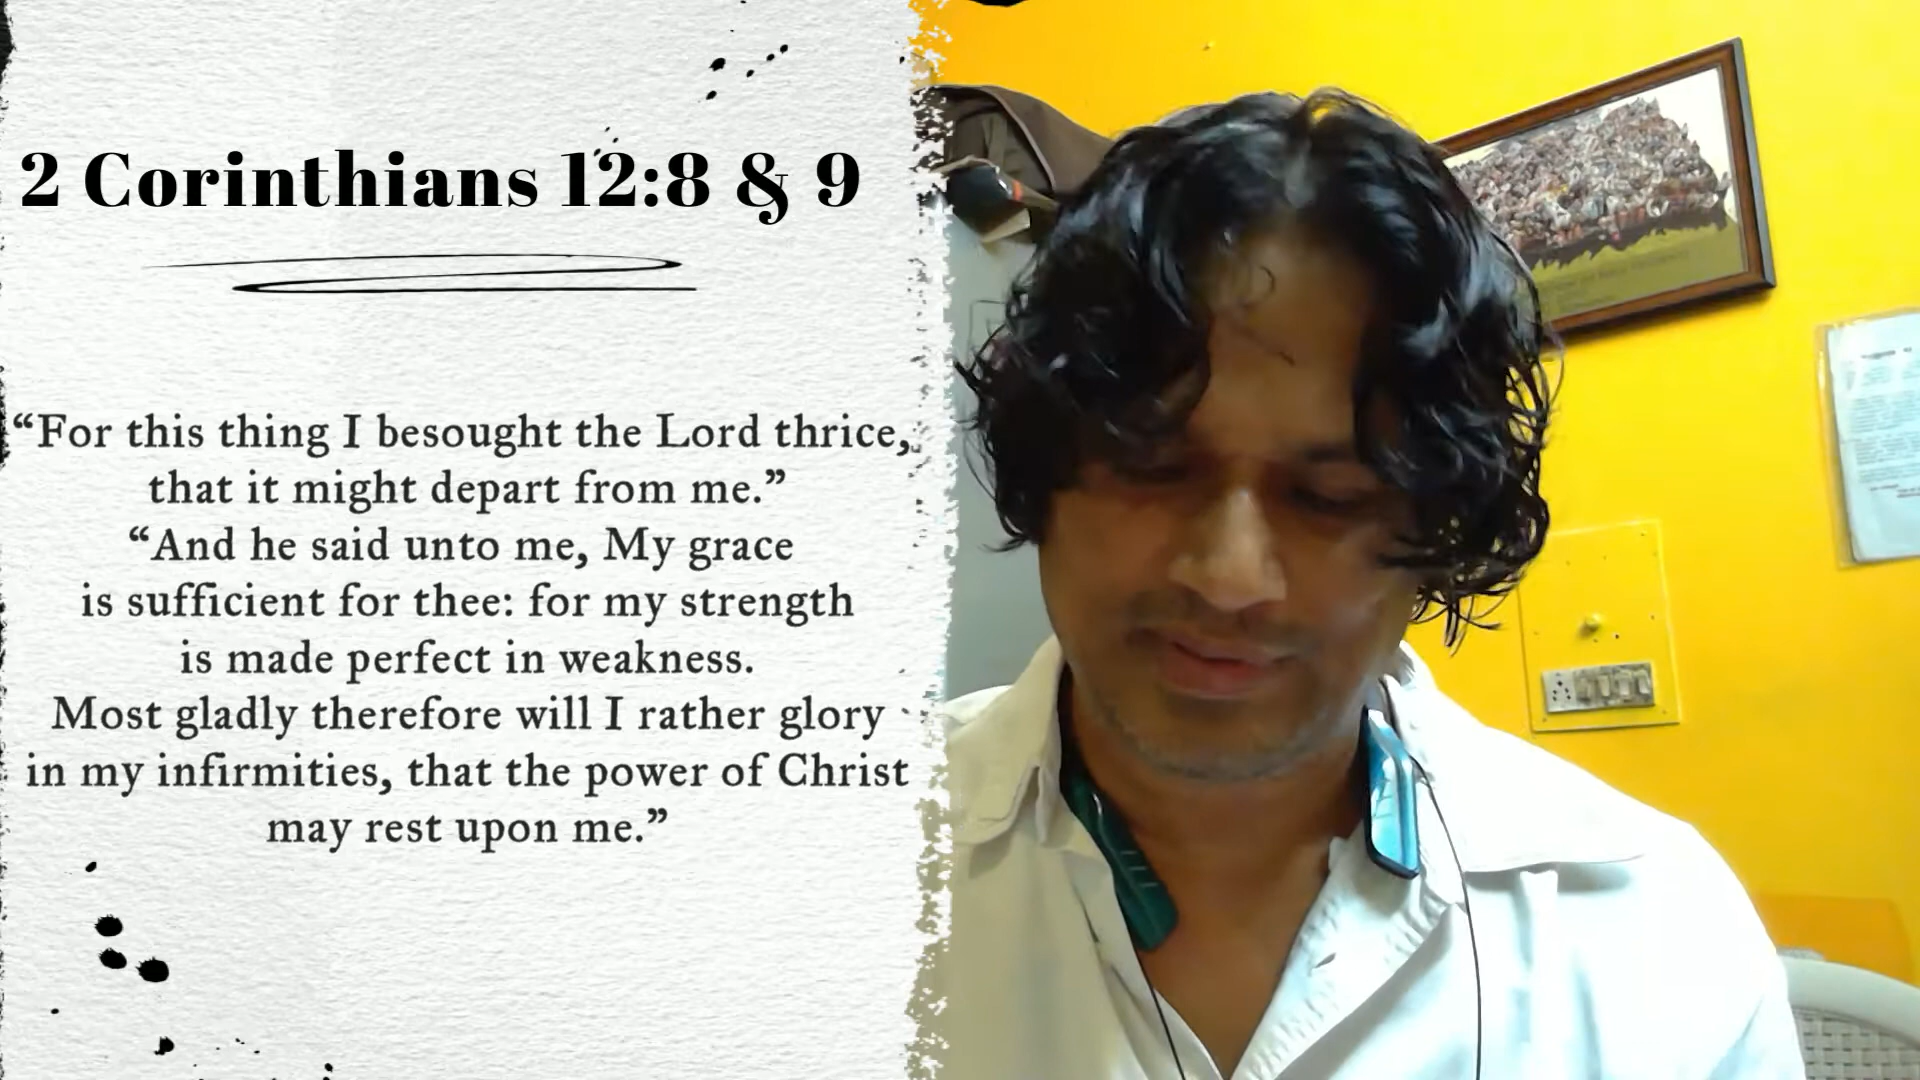 2 Corinthians 12:8 & 9
“For this thing I besought the Lord thrice,
that it might depart from me.”
“And he said unto me, My grace
is sufficient for thee: for my strength
is made perfect in weakness.
Most gladly therefore will I rather glory
in my infirmities, that the power of Christ
may rest upon me.”